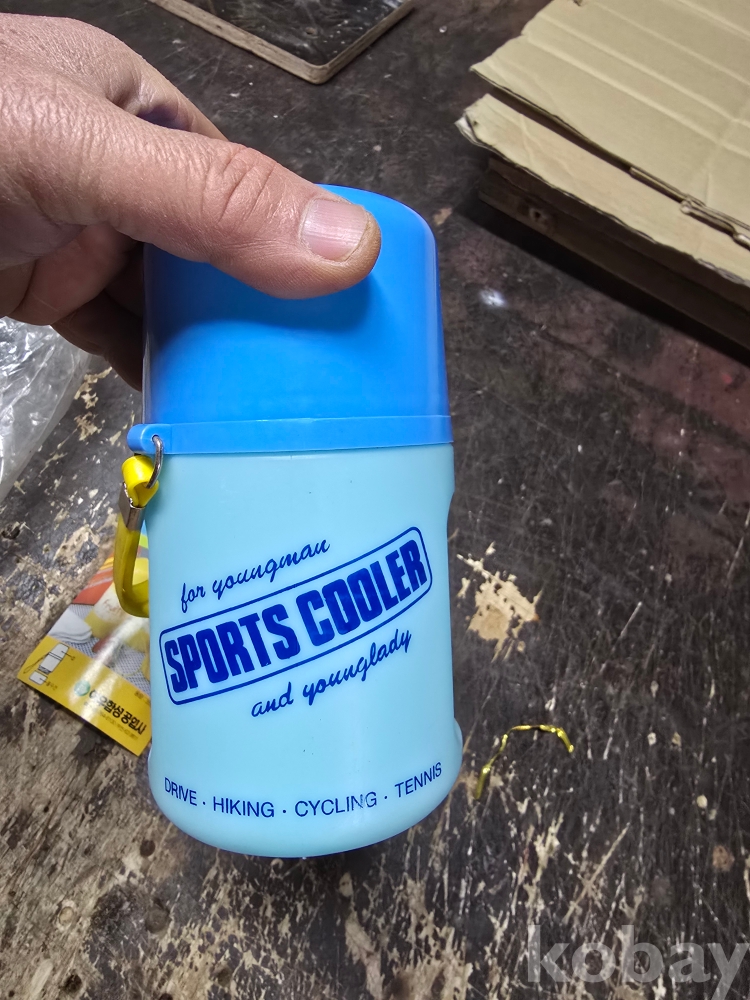 for youngman
SPORTS COOLER
and younglady
DRIVE · HIKING · CYCLING · TENNIS
kobay